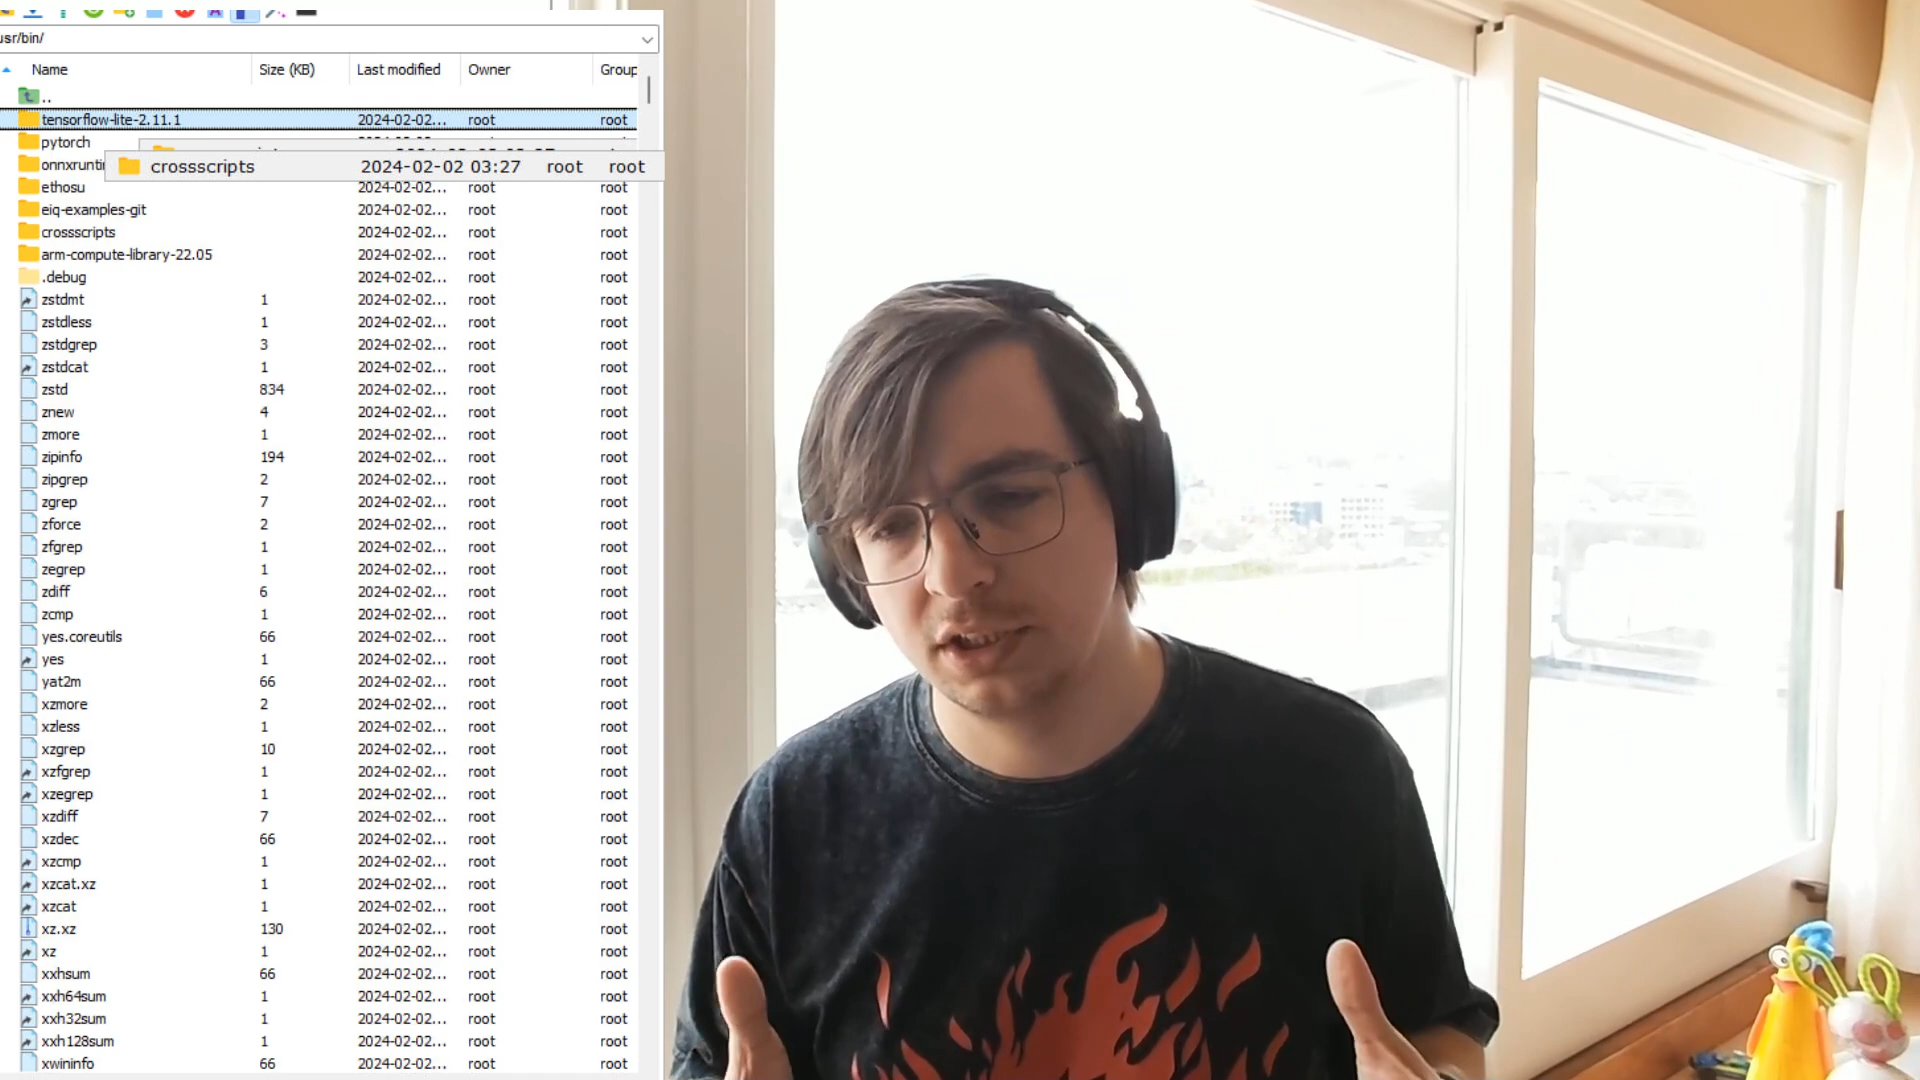 usr/bin/
Name Size (KB) Last modified Owner Group
..
tensorflow-lite-2.11.1 2024-02-02... root root
pytorch
crossscripts 2024-02-02 03:27 root root
ethosu 2024-02-02... root root
eiq-examples-git 2024-02-02... root root
crossscripts 2024-02-02... root root
arm-compute-library-22.05 2024-02-02... root root
.debug 2024-02-02... root root
zstdmt 1 2024-02-02... root root
zstdless 1 2024-02-02... root root
zstdgrep 3 2024-02-02... root root
zstdcat 1 2024-02-02... root root
zstd 834 2024-02-02... root root
znew 4 2024-02-02... root root
zmore 1 2024-02-02... root root
zipinfo 194 2024-02-02... root root
zipgrep 2 2024-02-02... root root
zgrep 7 2024-02-02... root root
zforce 2 2024-02-02... root root
zfgrep 1 2024-02-02... root root
zegrep 1 2024-02-02... root root
zdiff 6 2024-02-02... root root
zcmp 1 2024-02-02... root root
yes.coreutils 66 2024-02-02... root root
yes 1 2024-02-02... root root
yat2m 66 2024-02-02... root root
xzmore 2 2024-02-02... root root
xzless 1 2024-02-02... root root
xzgrep 10 2024-02-02... root root
xzfgrep 1 2024-02-02... root root
xzegrep 1 2024-02-02... root root
xzdiff 7 2024-02-02... root root
xzdec 66 2024-02-02... root root
xzcmp 1 2024-02-02... root root
xzcat.xz 1 2024-02-02... root root
xzcat 1 2024-02-02... root root
xz.xz 130 2024-02-02... root root
xz 1 2024-02-02... root root
xxhsum 66 2024-02-02... root root
xxh64sum 1 2024-02-02... root root
xxh32sum 1 2024-02-02... root root
xxh128sum 1 2024-02-02... root root
xwininfo 66 2024-02-02... root root